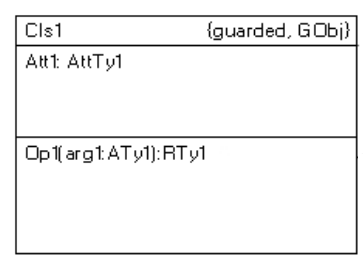 Cls1 {guarded, GObj}
Att1: AttTy1
Op1(arg1:ATy1):RTy1